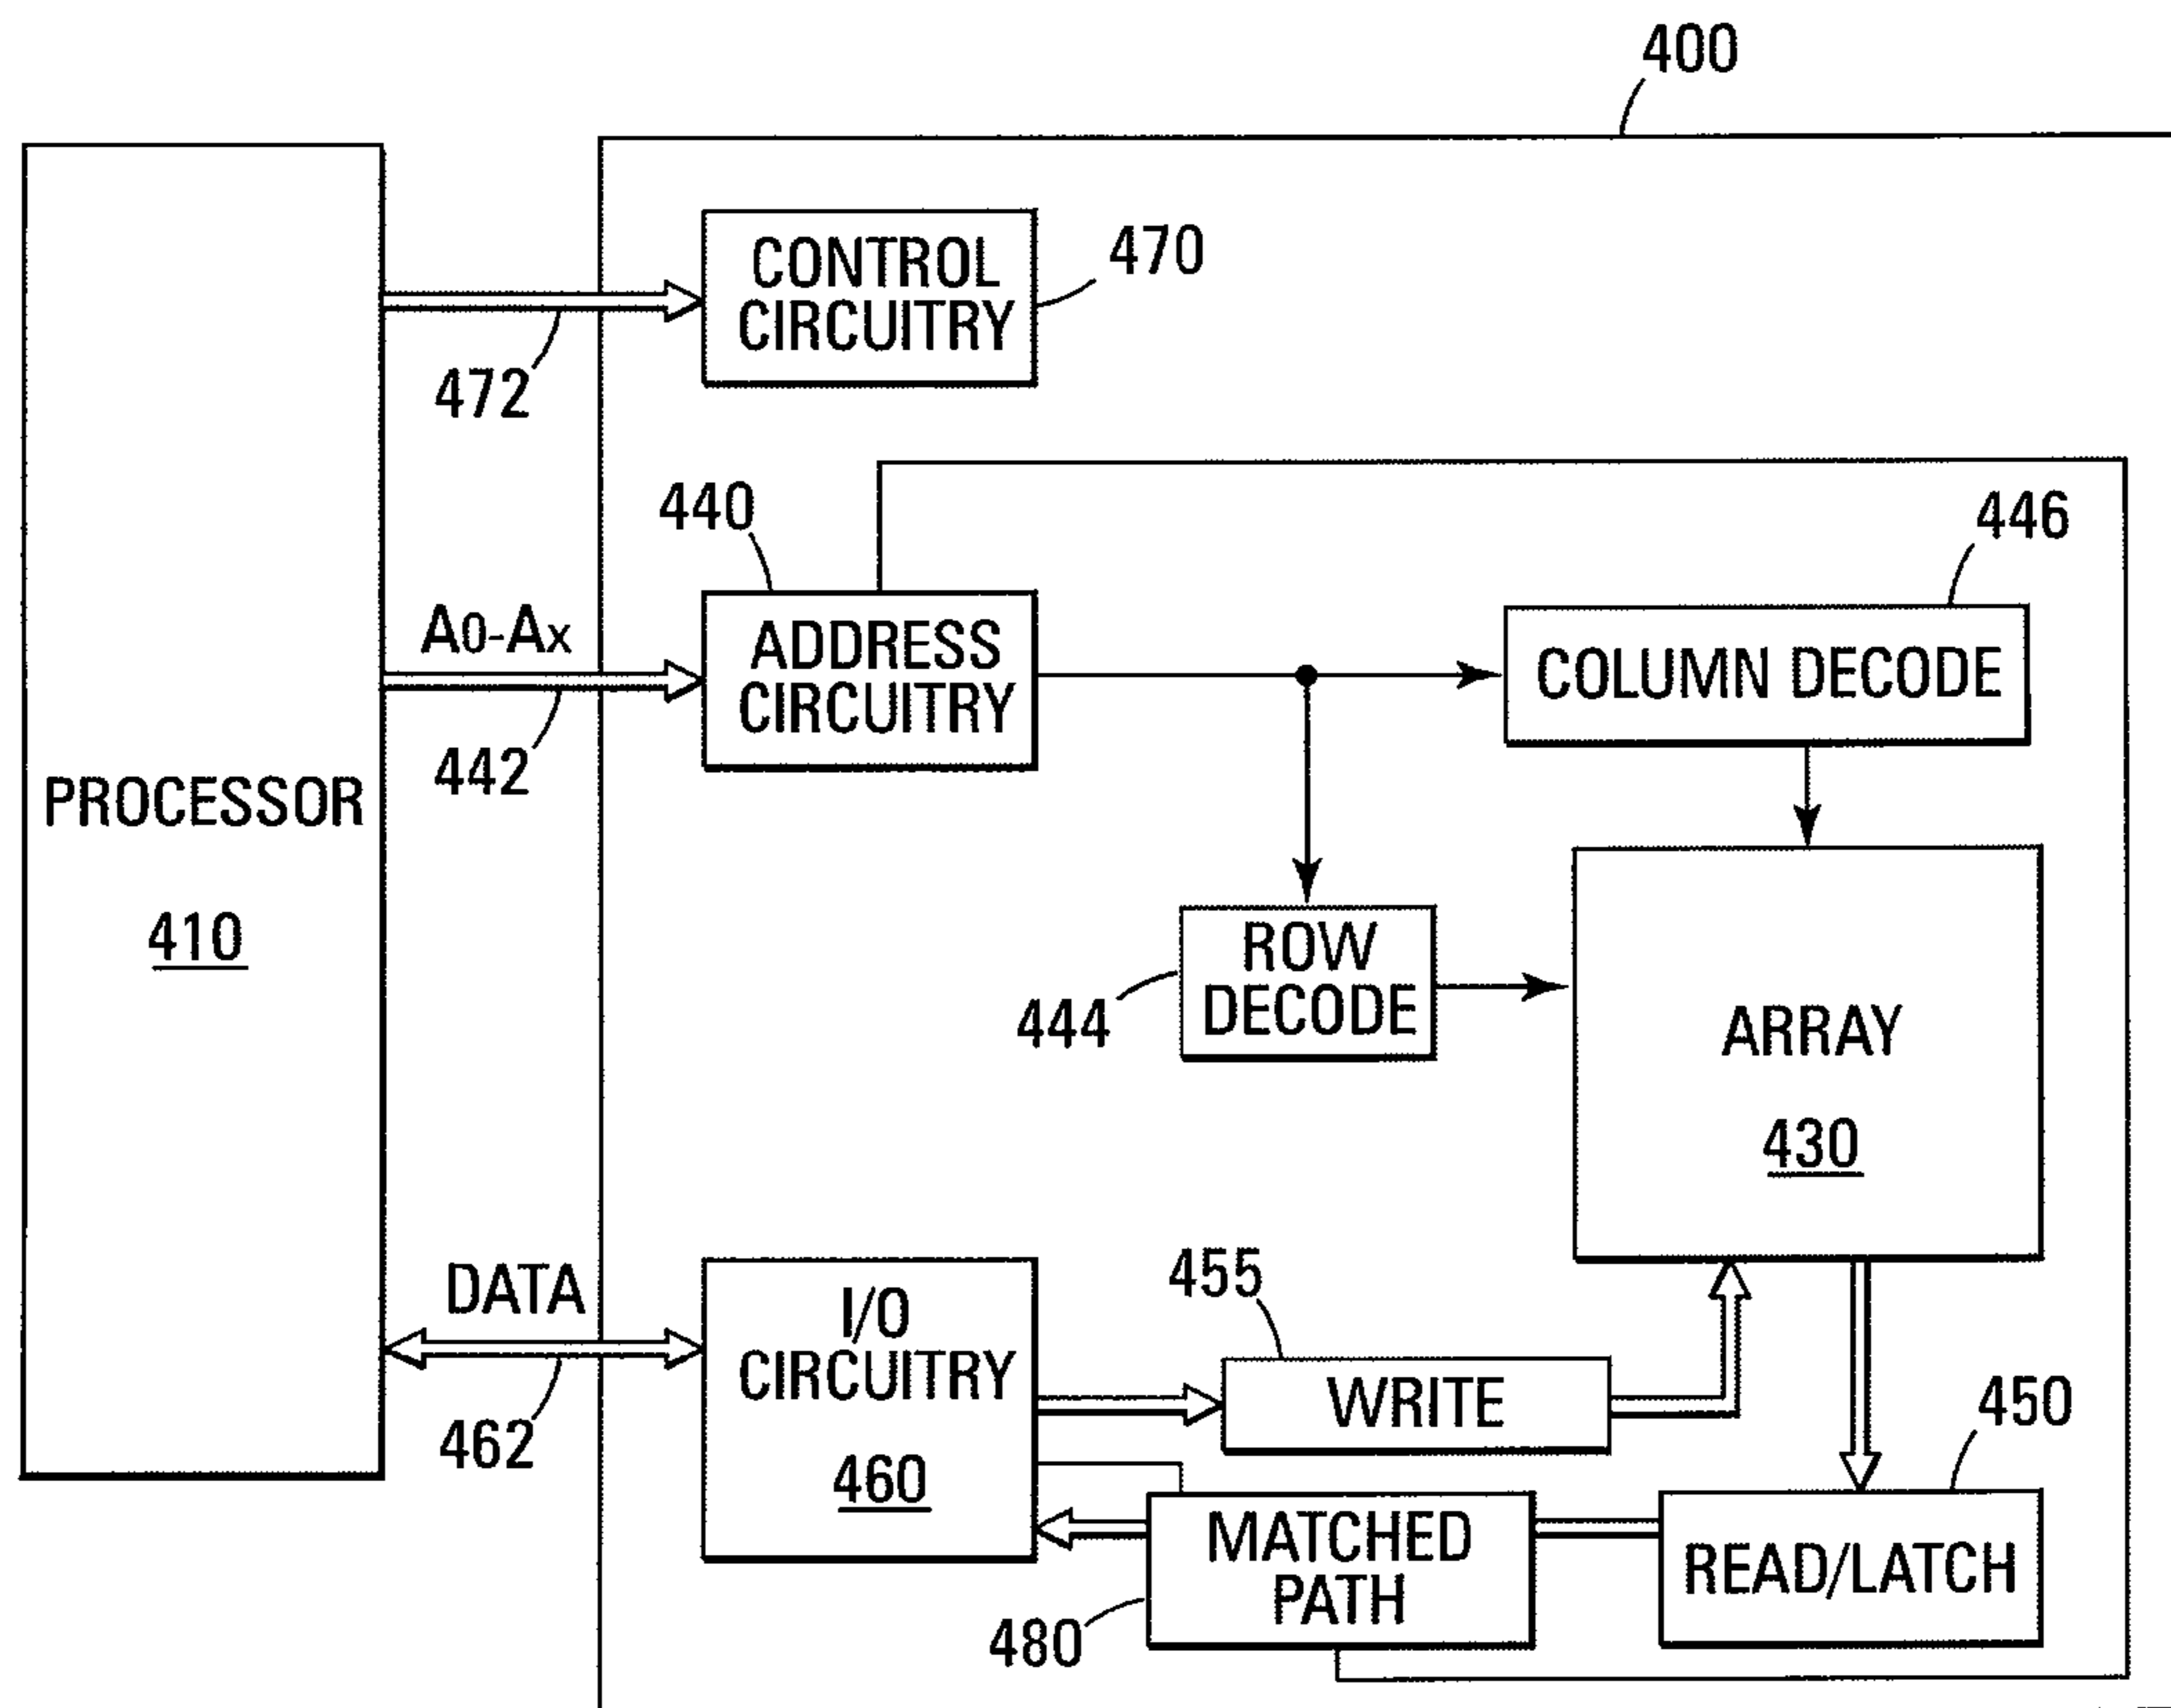 400
CONTROL
CIRCUITRY
470
472
440
446
A0-Ax
ADDRESS
CIRCUITRY
COLUMN DECODE
442
PROCESSOR
410
ROW
DECODE
444
ARRAY
430
DATA
I/O
CIRCUITRY
460
462
455
WRITE
450
MATCHED
PATH
480
READ/LATCH